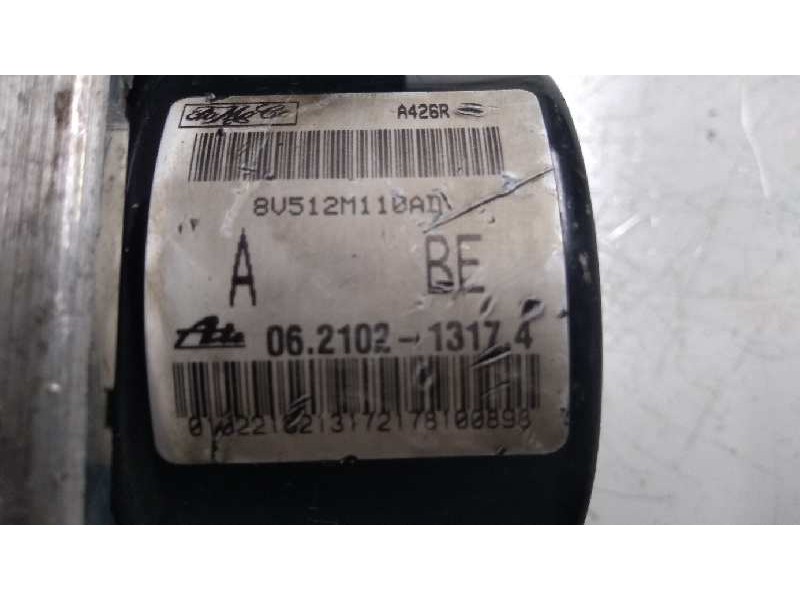 FoMoCo A426R
8V512M110AD
A BE
Ate 06.2102-1317.4